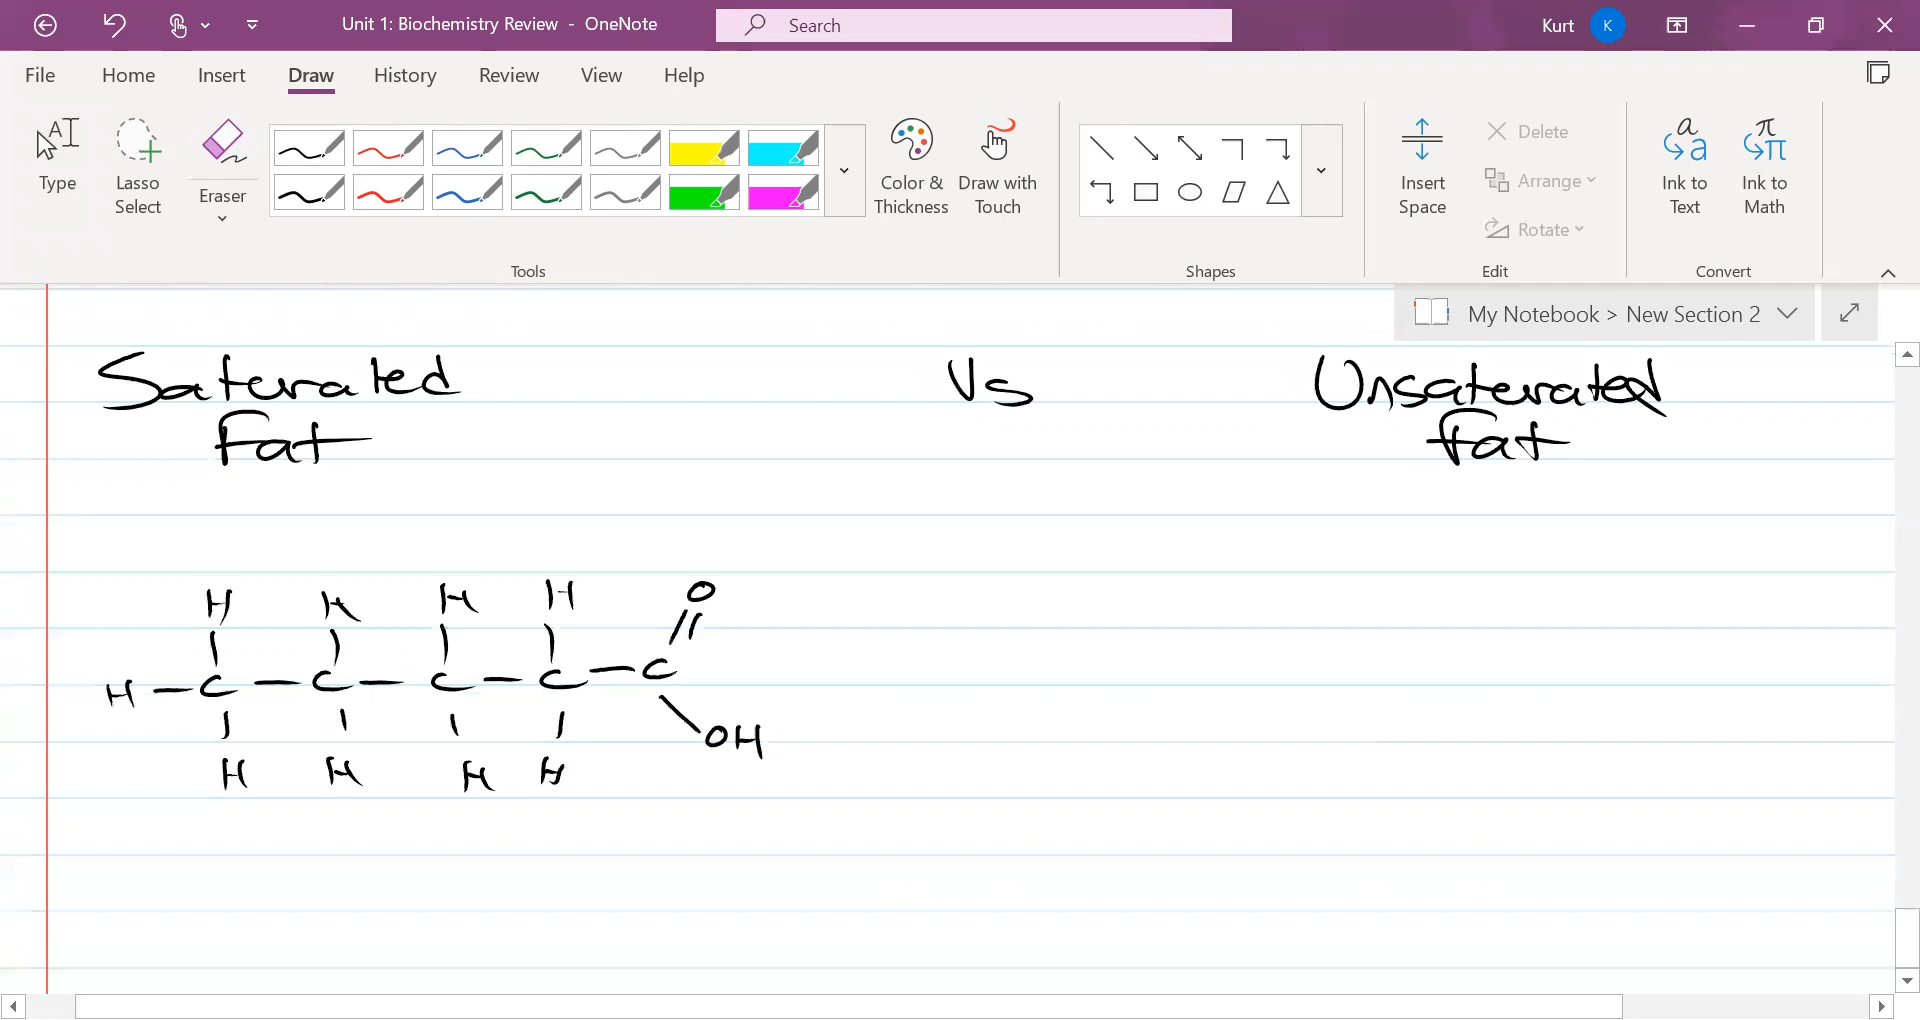 Unit 1: Biochemistry Review - OneNote
Search
Kurt K
File Home Insert Draw History Review View Help
Type
Lasso Select
Eraser
Color & Thickness
Draw with Touch
Insert Space
Delete
Arrange
Rotate
Ink to Text
Ink to Math
Tools Shapes Edit Convert
My Notebook > New Section 2
Saturated Vs Unsaterated
Fat fat
H H H H O
H - C - C - C - C - C
OH
H H H H